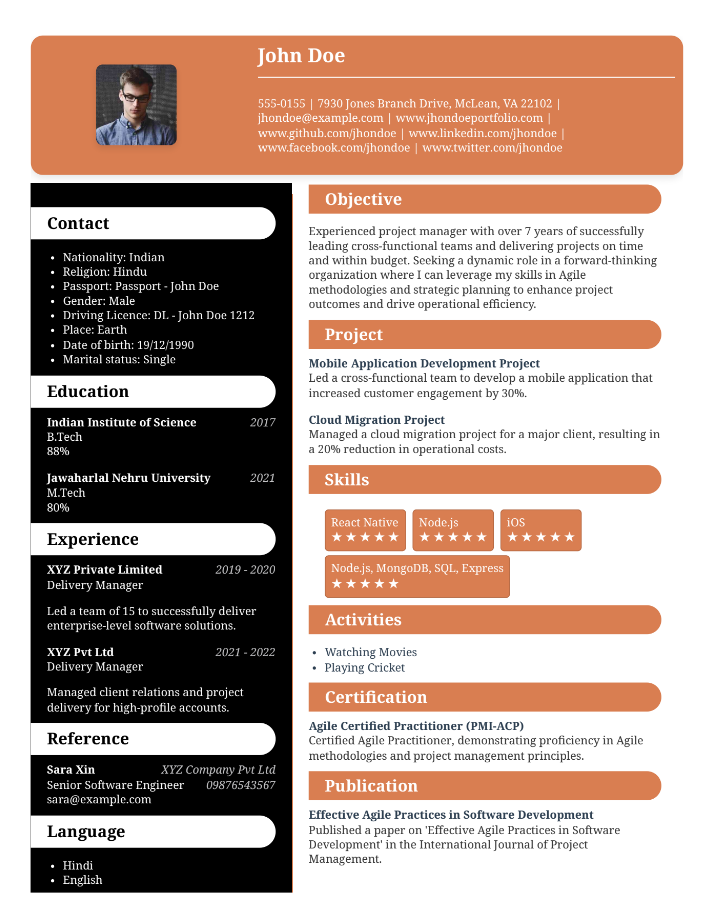 John Doe
555-0155 | 7930 Jones Branch Drive, McLean, VA 22102 |
jhondoe@example.com | www.jhondoeportfolio.com |
www.github.com/jhondoe | www.linkedin.com/jhondoe |
www.facebook.com/jhondoe | www.twitter.com/jhondoe
Contact
• Nationality: Indian
• Religion: Hindu
• Passport: Passport - John Doe
• Gender: Male
• Driving Licence: DL - John Doe 1212
• Place: Earth
• Date of birth: 19/12/1990
• Marital status: Single
Education
Indian Institute of Science 2017
B.Tech
88%
Jawaharlal Nehru University 2021
M.Tech
80%
Experience
XYZ Private Limited 2019 - 2020
Delivery Manager
Led a team of 15 to successfully deliver
enterprise-level software solutions.
XYZ Pvt Ltd 2021 - 2022
Delivery Manager
Managed client relations and project
delivery for high-profile accounts.
Reference
Sara Xin XYZ Company Pvt Ltd
Senior Software Engineer 09876543567
sara@example.com
Language
• Hindi
• English
Objective
Experienced project manager with over 7 years of successfully
leading cross-functional teams and delivering projects on time
and within budget. Seeking a dynamic role in a forward-thinking
organization where I can leverage my skills in Agile
methodologies and strategic planning to enhance project
outcomes and drive operational efficiency.
Project
Mobile Application Development Project
Led a cross-functional team to develop a mobile application that
increased customer engagement by 30%.
Cloud Migration Project
Managed a cloud migration project for a major client, resulting in
a 20% reduction in operational costs.
Skills
React Native Node.js iOS
★★★★★ ★★★★★ ★★★★★
Node.js, MongoDB, SQL, Express
★★★★★
Activities
• Watching Movies
• Playing Cricket
Certification
Agile Certified Practitioner (PMI-ACP)
Certified Agile Practitioner, demonstrating proficiency in Agile
methodologies and project management principles.
Publication
Effective Agile Practices in Software Development
Published a paper on 'Effective Agile Practices in Software
Development' in the International Journal of Project
Management.